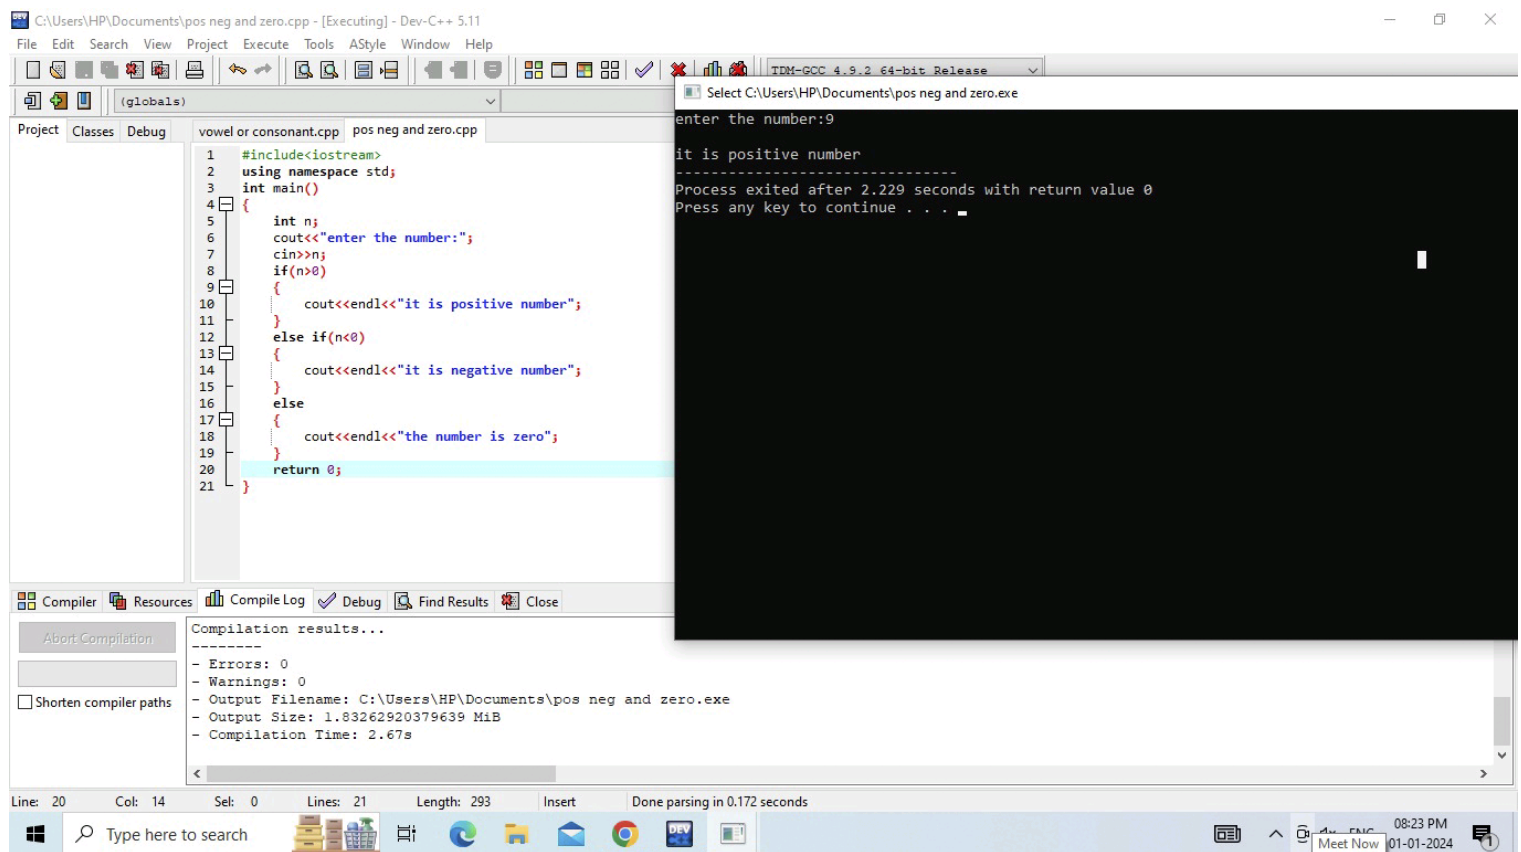 C:\Users\HP\Documents\pos neg and zero.cpp - [Executing] - Dev-C++ 5.11
File Edit Search View Project Execute Tools AStyle Window Help
TDM-GCC 4.9.2 64-bit Release
(globals)
Project Classes Debug
vowel or consonant.cpp pos neg and zero.cpp
1 #include<iostream>
2 using namespace std;
3 int main()
4 {
5 int n;
6 cout<<"enter the number:";
7 cin>>n;
8 if(n>0)
9 {
10 cout<<endl<<"it is positive number";
11 }
12 else if(n<0)
13 {
14 cout<<endl<<"it is negative number";
15 }
16 else
17 {
18 cout<<endl<<"the number is zero";
19 }
20 return 0;
21 }
Select C:\Users\HP\Documents\pos neg and zero.exe
enter the number:9
it is positive number
--------------------------------
Process exited after 2.229 seconds with return value 0
Press any key to continue . . .
Compiler Resources Compile Log Debug Find Results Close
Abort Compilation
Shorten compiler paths
Compilation results...
--------
- Errors: 0
- Warnings: 0
- Output Filename: C:\Users\HP\Documents\pos neg and zero.exe
- Output Size: 1.83262920379639 MiB
- Compilation Time: 2.67s
Line: 20 Col: 14 Sel: 0 Lines: 21 Length: 293 Insert Done parsing in 0.172 seconds
Type here to search
DEV
08:23 PM
01-01-2024
Meet Now
1